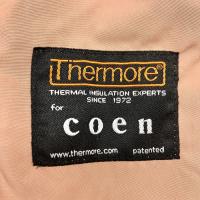 Thermore®
THERMAL INSULATION EXPERTS
SINCE 1972
for
coen
www.thermore.com patented